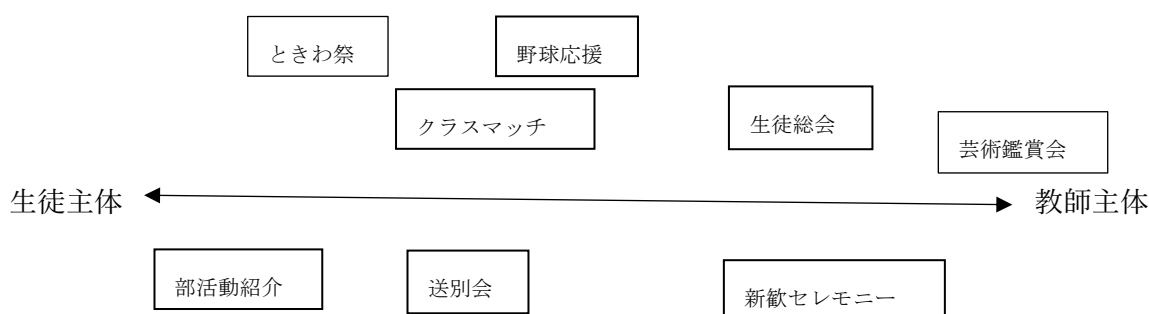 ときわ祭
野球応援
クラスマッチ
生徒総会
芸術鑑賞会
生徒主体
教師主体
部活動紹介
送別会
新歓セレモニー